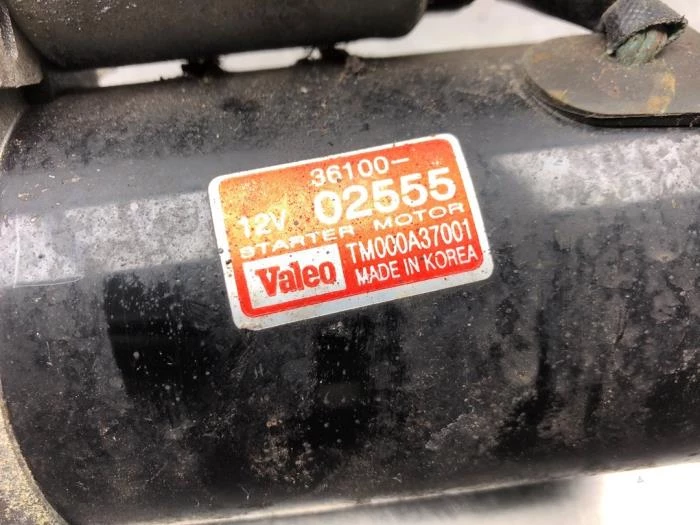 36100-
12V 02555
STARTER MOTOR
Valeo TM000A37001
MADE IN KOREA